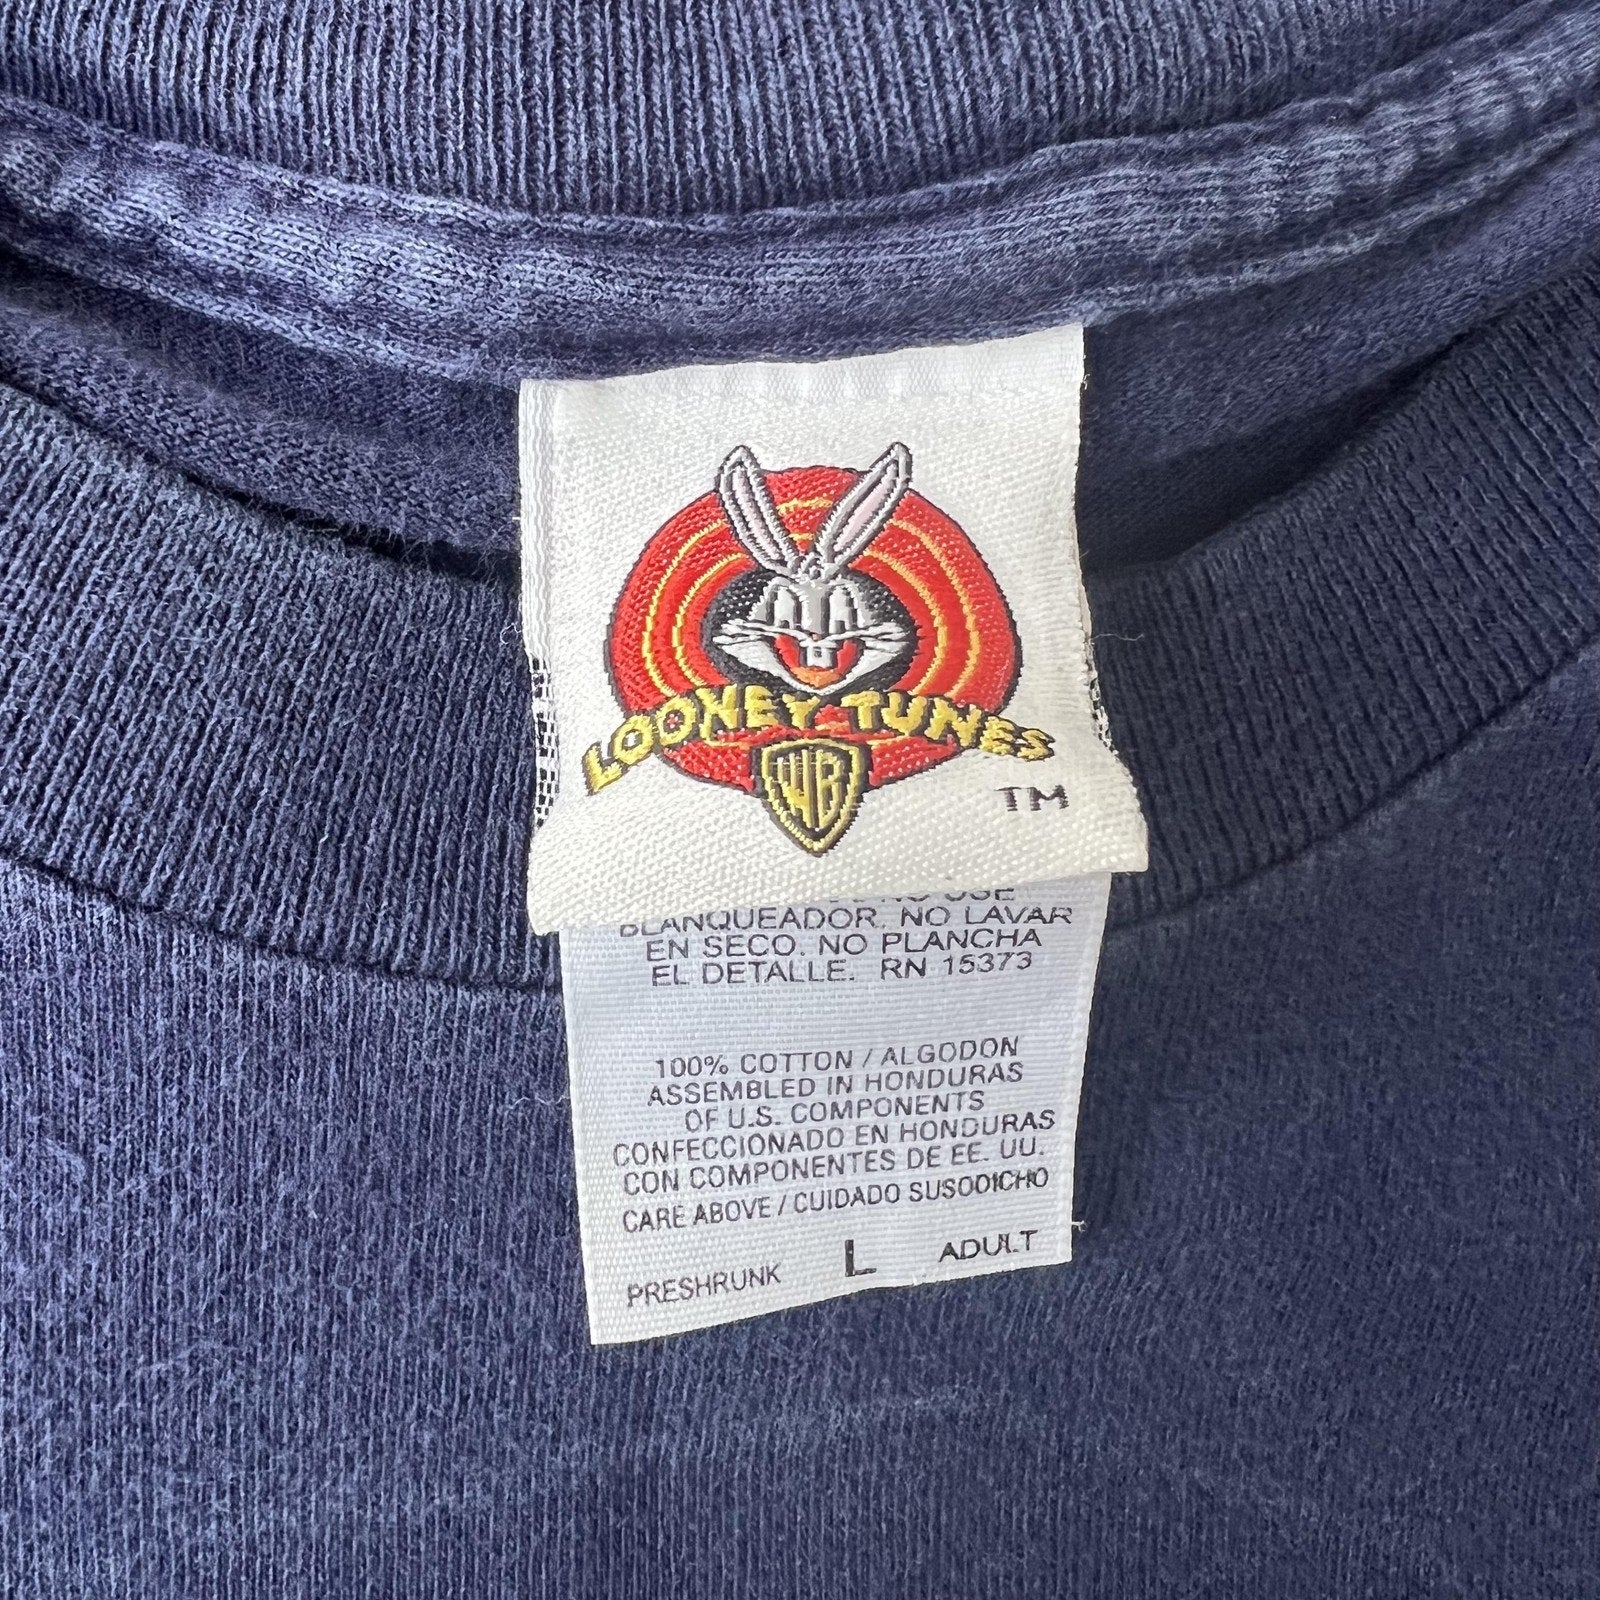 LOONEY TUNES
WB
TM
BLANQUEADOR. NO LAVAR
EN SECO. NO PLANCHA
EL DETALLE. RN 15373
100% COTTON / ALGODON
ASSEMBLED IN HONDURAS
OF U.S. COMPONENTS
CONFECCIONADO EN HONDURAS
CON COMPONENTES DE EE. UU.
CARE ABOVE / CUIDADO SUSODICHO
PRESHRUNK L ADULT